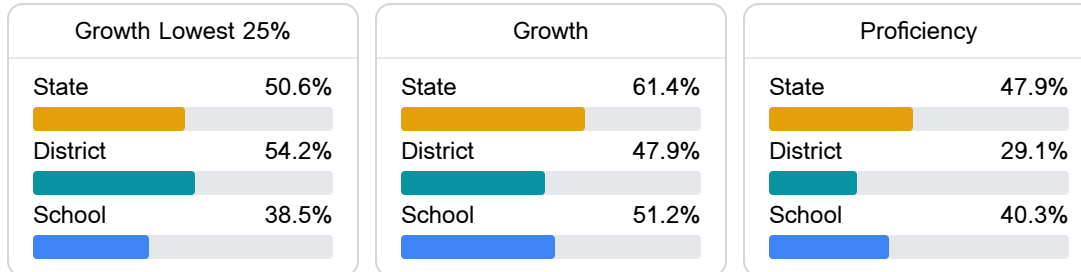 Growth Lowest 25%
State 50.6%
District 54.2%
School 38.5%
Growth
State 61.4%
District 47.9%
School 51.2%
Proficiency
State 47.9%
District 29.1%
School 40.3%